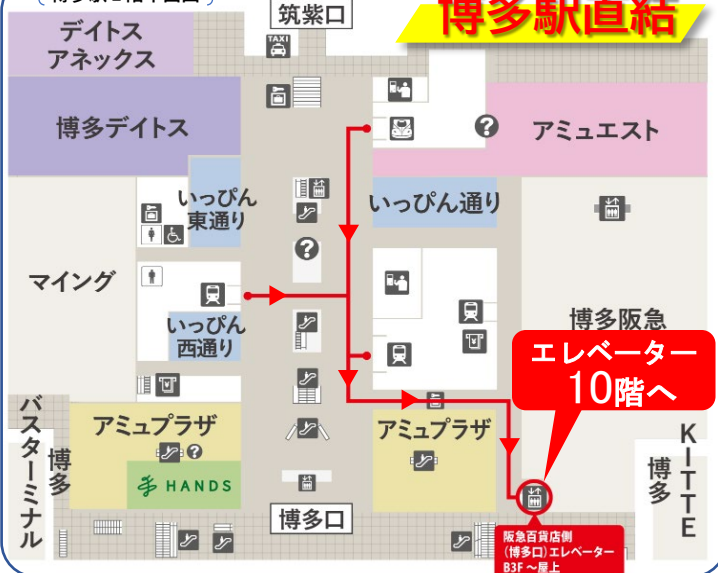 博多駅直結
筑紫口
デイトス
アネックス
TAXI
博多デイトス
アミュエスト
?
いっぴん
東通り
いっぴん通り
?
マイング
いっぴん
西通り
博多阪急
エレベーター
10階へ
アミュプラザ
?
HANDS
アミュプラザ
バスターミナル
博多
博多口
KITTE
博多
阪急百貨店側
(博多口)エレベーター
B3F~屋上